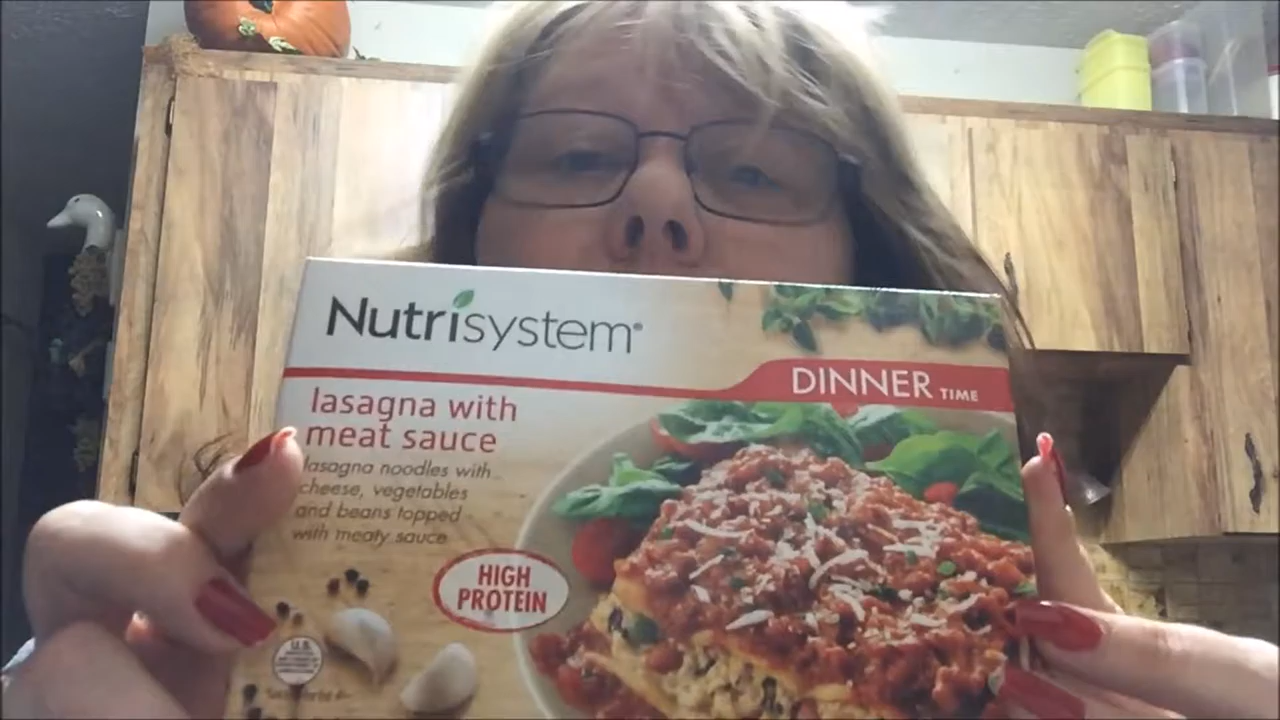 Nutrisystem®
DINNER TIME
lasagna with
meat sauce
lasagna noodles with
cheese, vegetables
and beans topped
with meaty sauce
HIGH
PROTEIN
U.S.